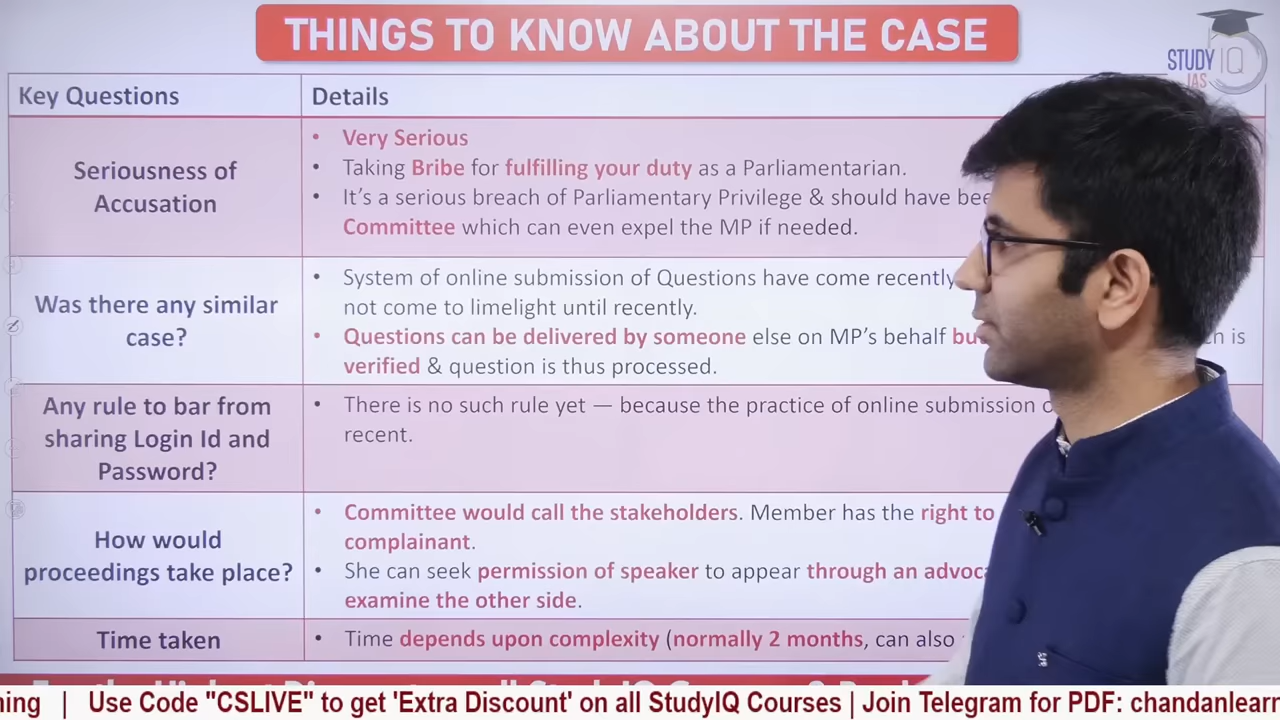 THINGS TO KNOW ABOUT THE CASE
STUDY IQ
IAS
Key Questions
Details
Seriousness of
Accusation
• Very Serious
• Taking Bribe for fulfilling your duty as a Parliamentarian.
• It's a serious breach of Parliamentary Privilege & should have
Committee which can even expel the MP if needed.
Was there any similar
case?
• System of online submission of Questions have come recently
not come to limelight until recently.
• Questions can be delivered by someone else on MP's behalf is
verified & question is thus processed.
Any rule to bar from
sharing Login Id and
Password?
• There is no such rule yet — because the practice of online submission
recent.
How would
proceedings take place?
• Committee would call the stakeholders. Member has the right to
complainant.
• She can seek permission of speaker to appear through an
examine the other side.
Time taken
• Time depends upon complexity (normally 2 months, can also
| Use Code "CSLIVE" to get 'Extra Discount' on all StudyIQ Courses | Join Telegram for PDF: chandanlearn